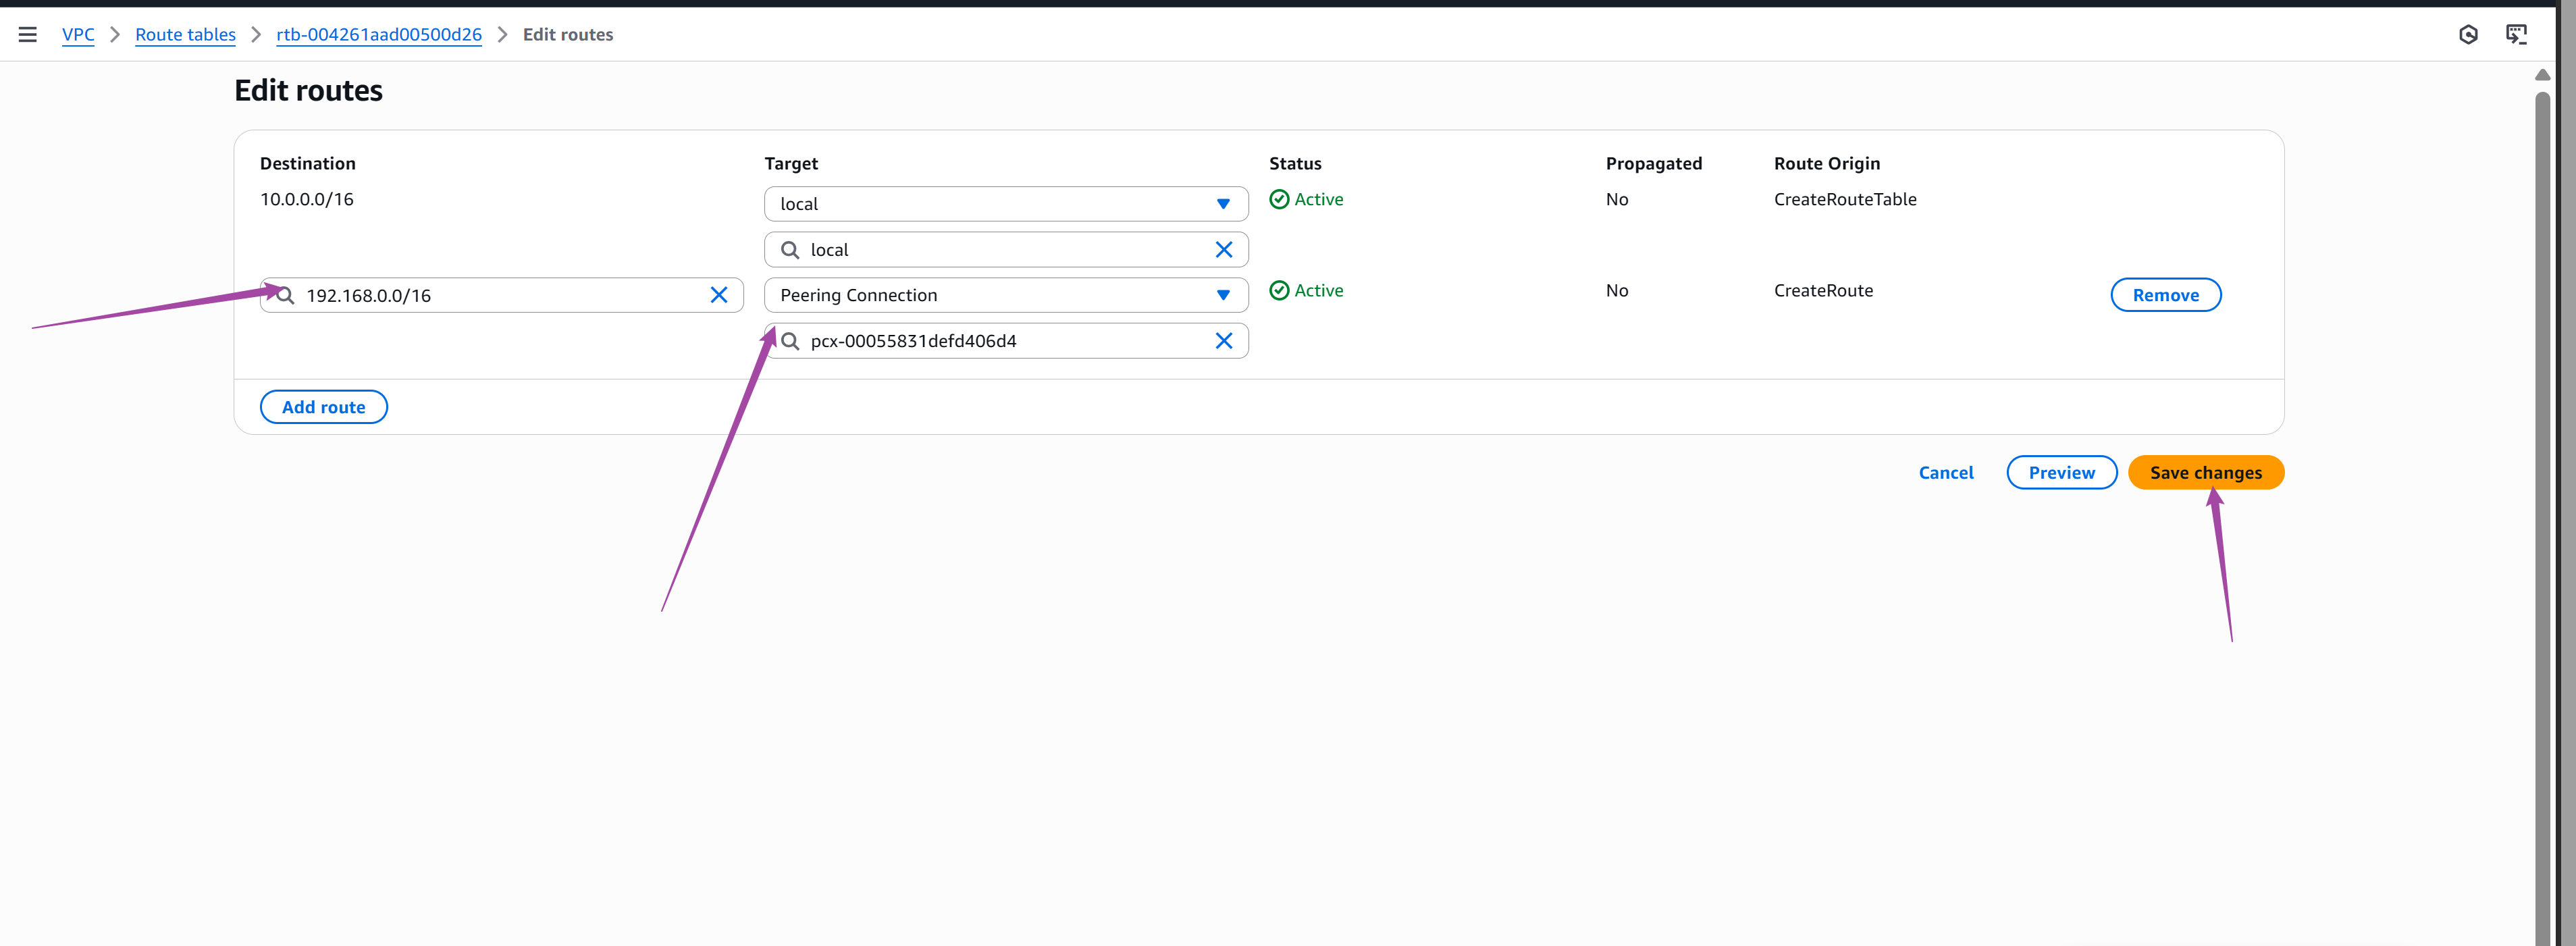 VPC > Route tables > rtb-004261aad00500d26 > Edit routes
Edit routes
Destination Target Status Propagated Route Origin
10.0.0.0/16 local Active No CreateRouteTable
local
192.168.0.0/16 Peering Connection Active No CreateRoute Remove
pcx-00055831defd406d4
Add route
Cancel Preview Save changes